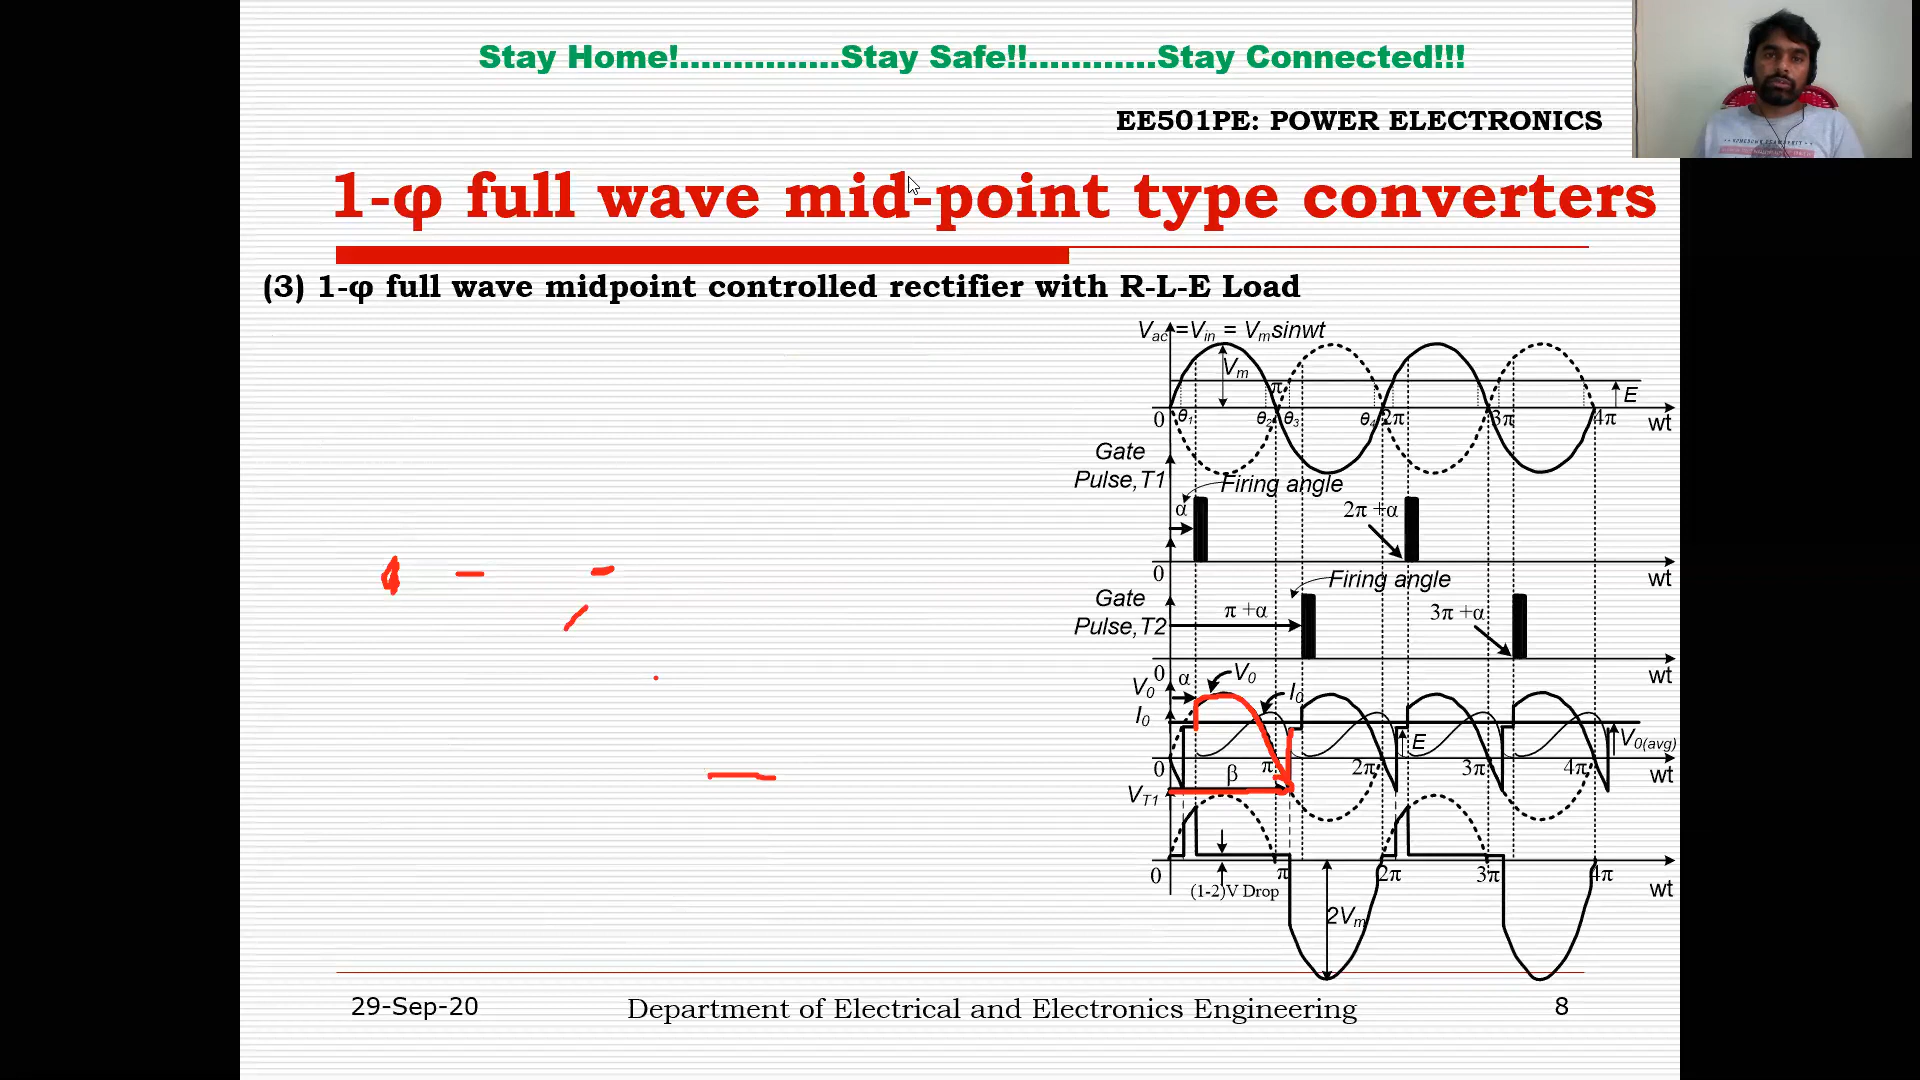 Stay Home!...............Stay Safe!!............Stay Connected!!!
EE501PE: POWER ELECTRONICS
1-φ full wave mid-point type converters
(3) 1-φ full wave midpoint controlled rectifier with R-L-E Load
Vac =Vin = Vmsinwt
Vm
π
E
0 θ1 θ2 θ3 θ4 2π 3π 4π wt
Gate
Pulse,T1
Firing angle
α
2π +α
0 wt
Firing angle
Gate
Pulse,T2
π +α
3π +α
0 wt
V0 α V0
I0 I0
E V0(avg)
0 β π 2π 3π 4π wt
VT1
0 π 2π 3π 4π wt
(1-2)V Drop
2Vm
29-Sep-20
Department of Electrical and Electronics Engineering
8